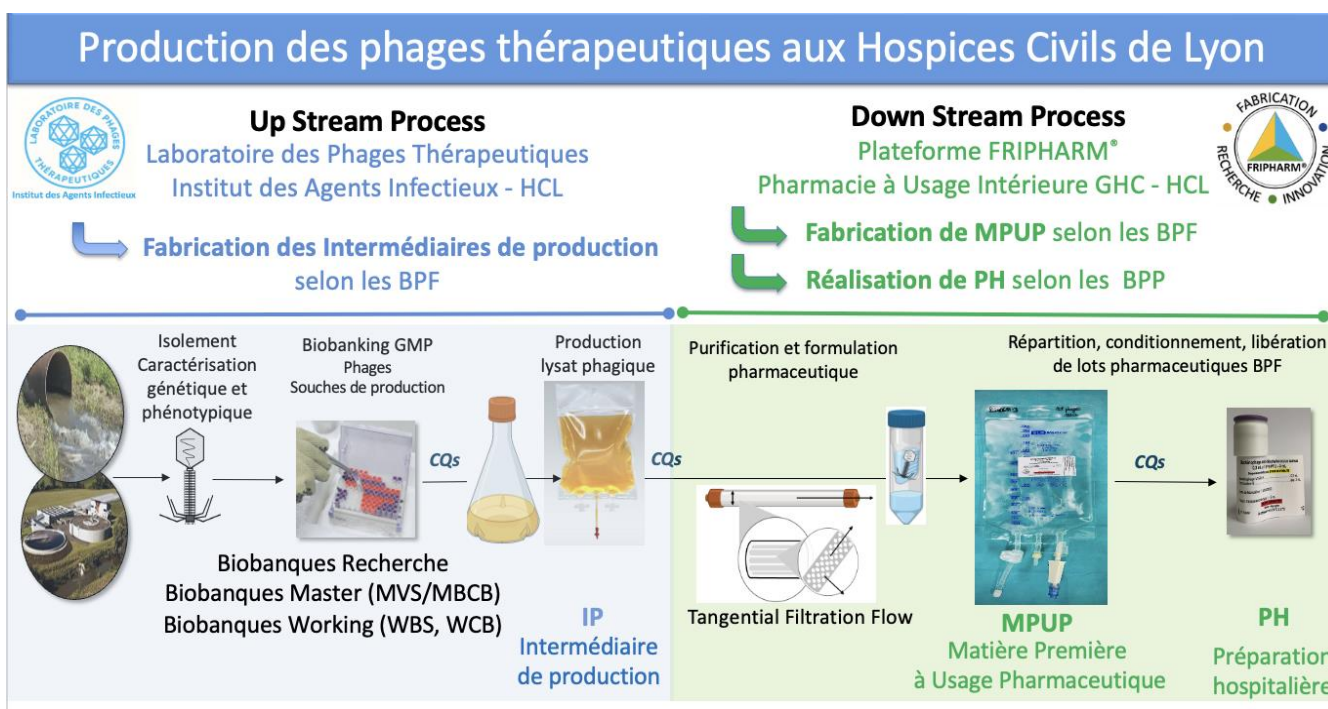 Production des phages thérapeutiques aux Hospices Civils de Lyon
LABORATOIRE DES PHAGES
THÉRAPEUTIQUES
Institut des Agents Infectieux
Up Stream Process
Laboratoire des Phages Thérapeutiques
Institut des Agents Infectieux - HCL
Fabrication des Intermédiaires de production
selon les BPF
Down Stream Process
Plateforme FRIPHARM®
Pharmacie à Usage Intérieure GHC - HCL
Fabrication de MPUP selon les BPF
Réalisation de PH selon les BPP
FABRICATION
RECHERCHE
INNOVATION
FRIPHARM®
Isolement
Caractérisation
génétique et
phénotypique
Biobanking GMP
Phages
Souches de production
CQs
Production
lysat phagique
CQs
Biobanques Recherche
Biobanques Master (MVS/MBCB)
Biobanques Working (WBS, WCB)
IP
Intermédiaire
de production
Purification et formulation
pharmaceutique
Tangential Filtration Flow
Répartition, conditionnement, libération
de lots pharmaceutiques BPF
CQs
MPUP
Matière Première
à Usage Pharmaceutique
PH
Préparation
hospitalière